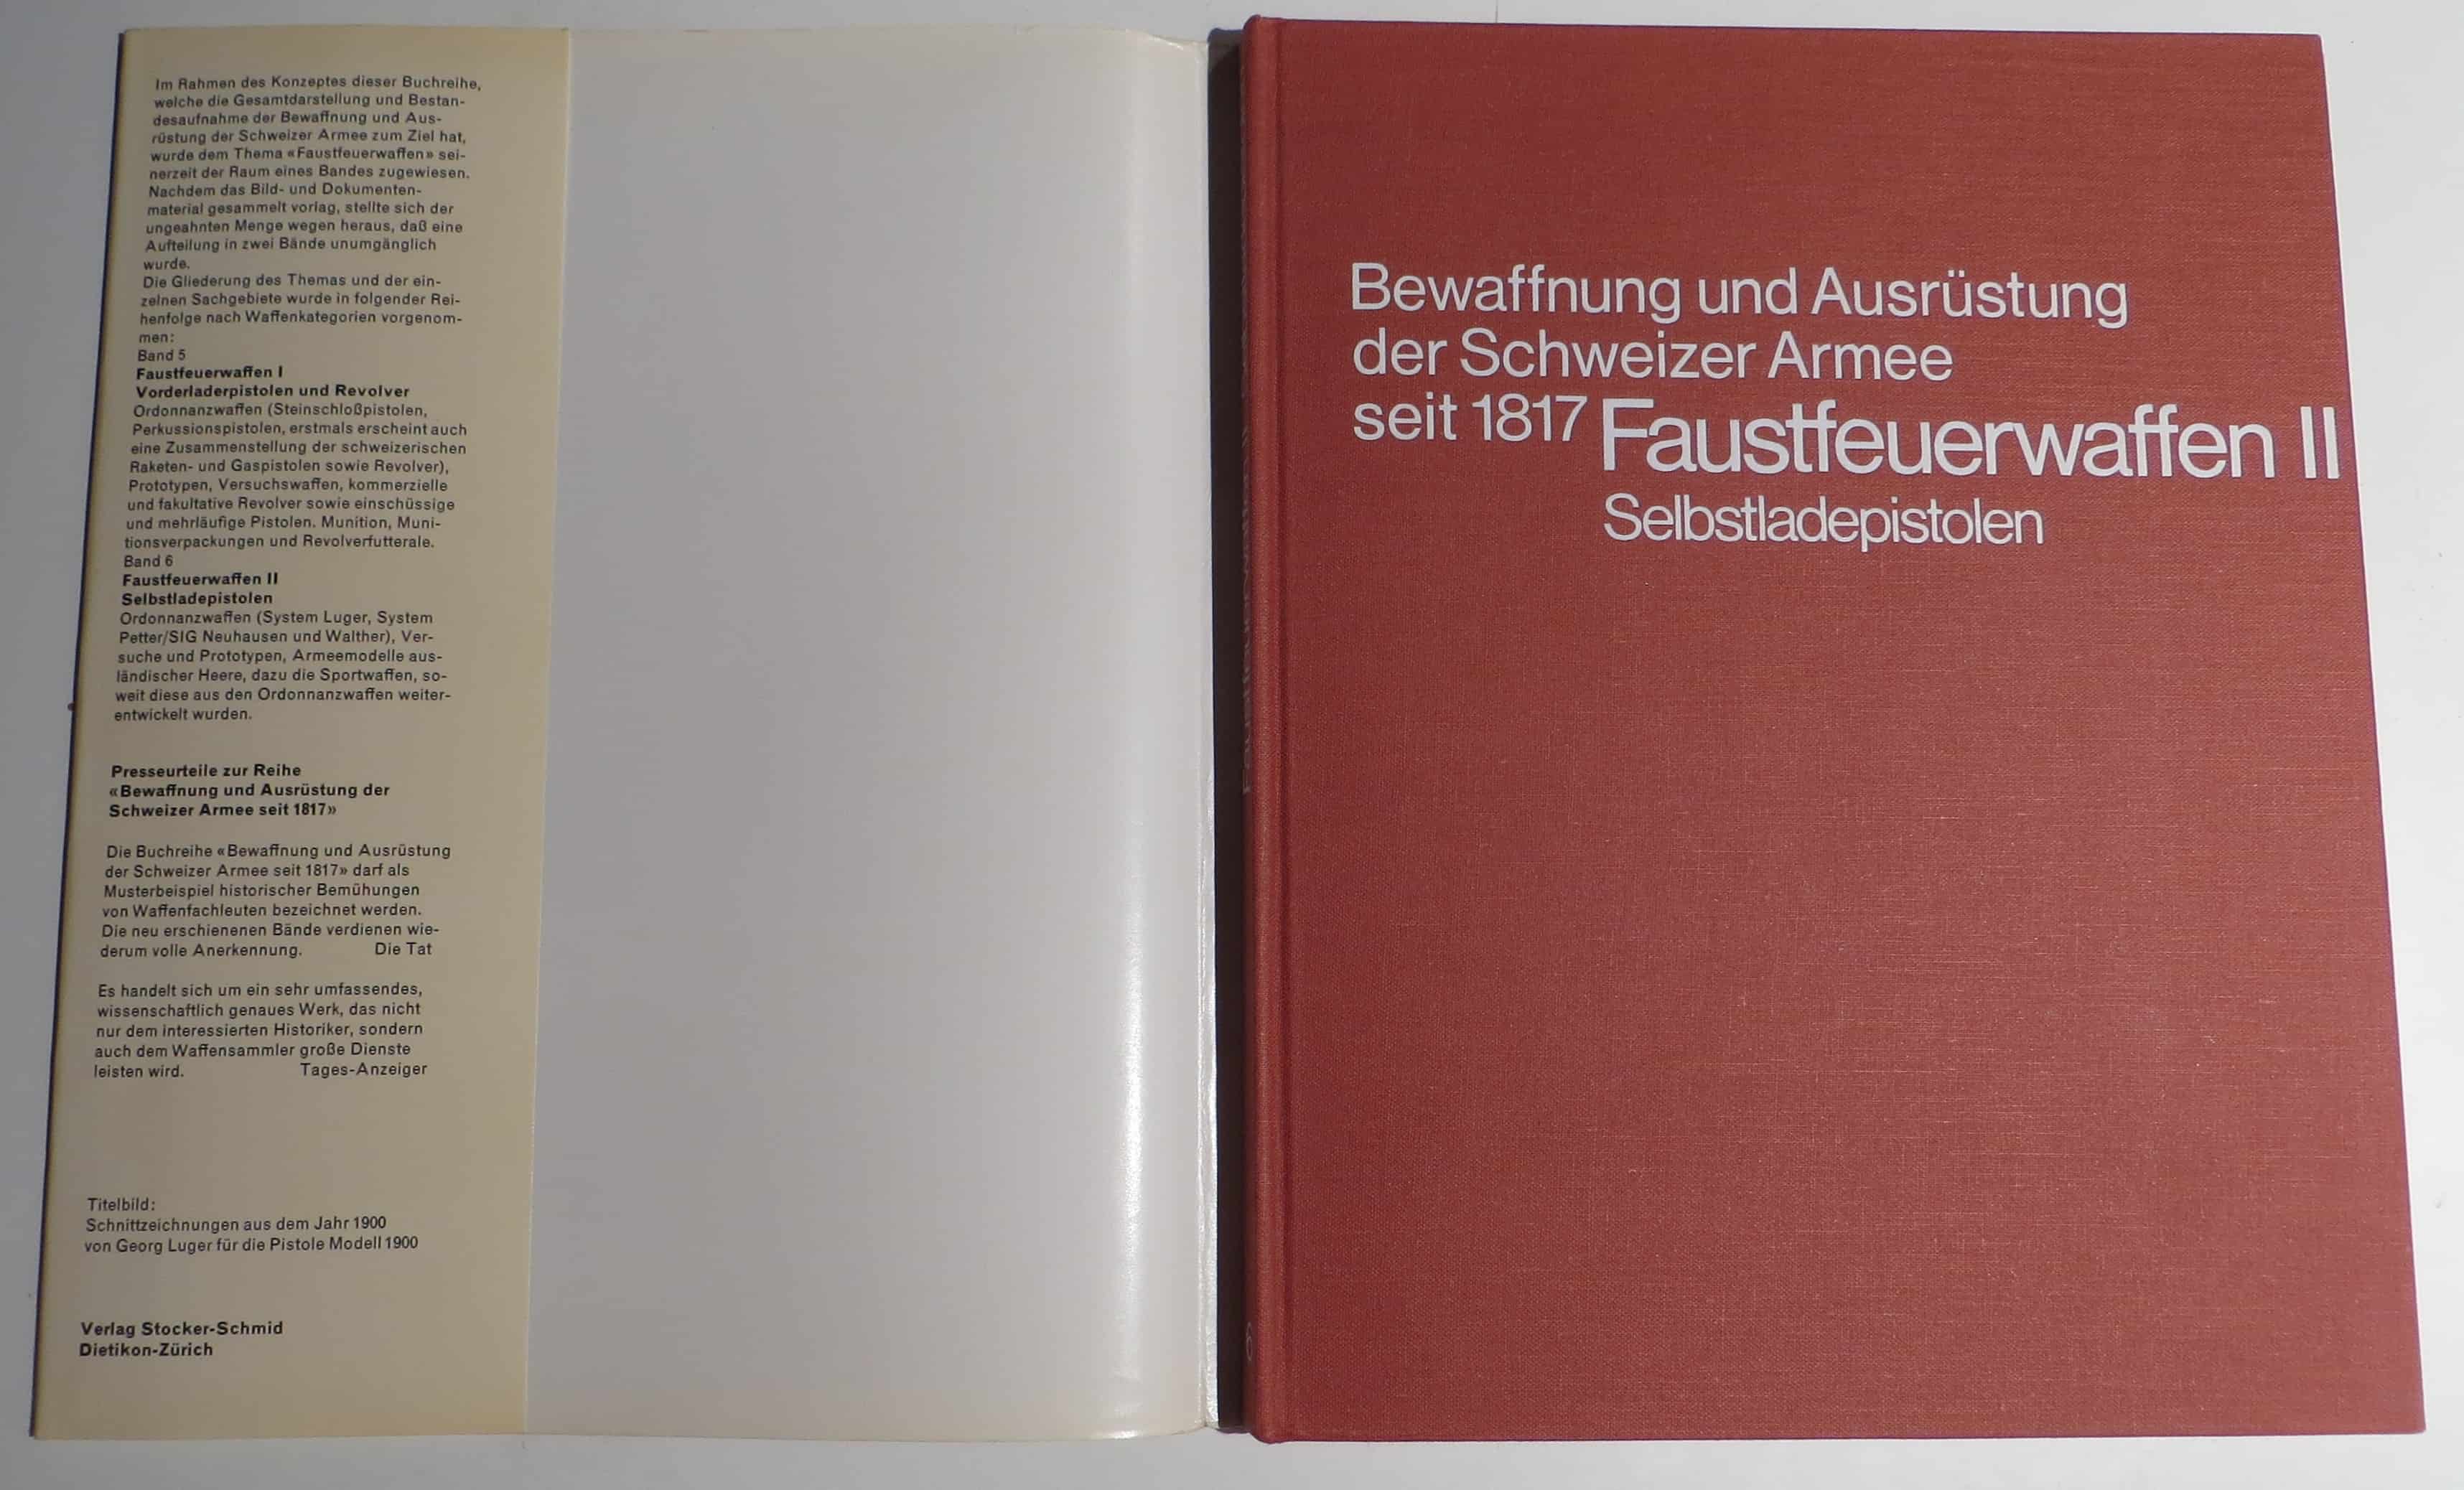 Im Rahmen des Konzeptes dieser Buchreihe,
welche die Gesamtdarstellung und Bestan-
desaufnahme der Bewaffnung und Aus-
rüstung der Schweizer Armee zum Ziel hat,
wurde dem Thema «Faustfeuerwaffen» sei-
nerzeit der Raum eines Bandes zugewiesen.
Nachdem das Bild- und Dokumenten-
material gesammelt vorlag, stellte sich der
ungeahnten Menge wegen heraus, daß eine
Aufteilung in zwei Bände unumgänglich
wurde.
Die Gliederung des Themas und der ein-
zelnen Sachgebiete wurde in folgender Rei-
henfolge nach Waffenkategorien vorgenom-
men:
Band 5
Faustfeuerwaffen I
Vorderladerpistolen und Revolver
Ordonnanzwaffen (Steinschloßpistolen,
Perkussionspistolen, erstmals erscheint auch
eine Zusammenstellung der schweizerischen
Raketen- und Gaspistolen sowie Revolver),
Prototypen, Versuchswaffen, kommerzielle
und fakultative Revolver sowie einschüssige
und mehrläufige Pistolen. Munition, Muni-
tionsverpackungen und Revolverfutterale.
Band 6
Faustfeuerwaffen II
Selbstladepistolen
Ordonnanzwaffen (System Luger, System
Petter/SIG Neuhausen und Walther), Ver-
suche und Prototypen, Armeemodelle aus-
ländischer Heere, dazu die Sportwaffen, so-
weit diese aus den Ordonnanzwaffen weiter-
entwickelt wurden.
Presseurteile zur Reihe
«Bewaffnung und Ausrüstung der
Schweizer Armee seit 1817»
Die Buchreihe «Bewaffnung und Ausrüstung
der Schweizer Armee seit 1817» darf als
Musterbeispiel historischer Bemühungen
von Waffenfachleuten bezeichnet werden.
Die neu erschienenen Bände verdienen wie-
derum volle Anerkennung. Die Tat
Es handelt sich um ein sehr umfassendes,
wissenschaftlich genaues Werk, das nicht
nur dem interessierten Historiker, sondern
auch dem Waffensammler große Dienste
leisten wird. Tages-Anzeiger
Titelbild:
Schnittzeichnungen aus dem Jahr 1900
von Georg Luger für die Pistole Modell 1900
Verlag Stocker-Schmid
Dietikon-Zürich
Bewaffnung und Ausrüstung
der Schweizer Armee
seit 1817 Faustfeuerwaffen II
Selbstladepistolen
6